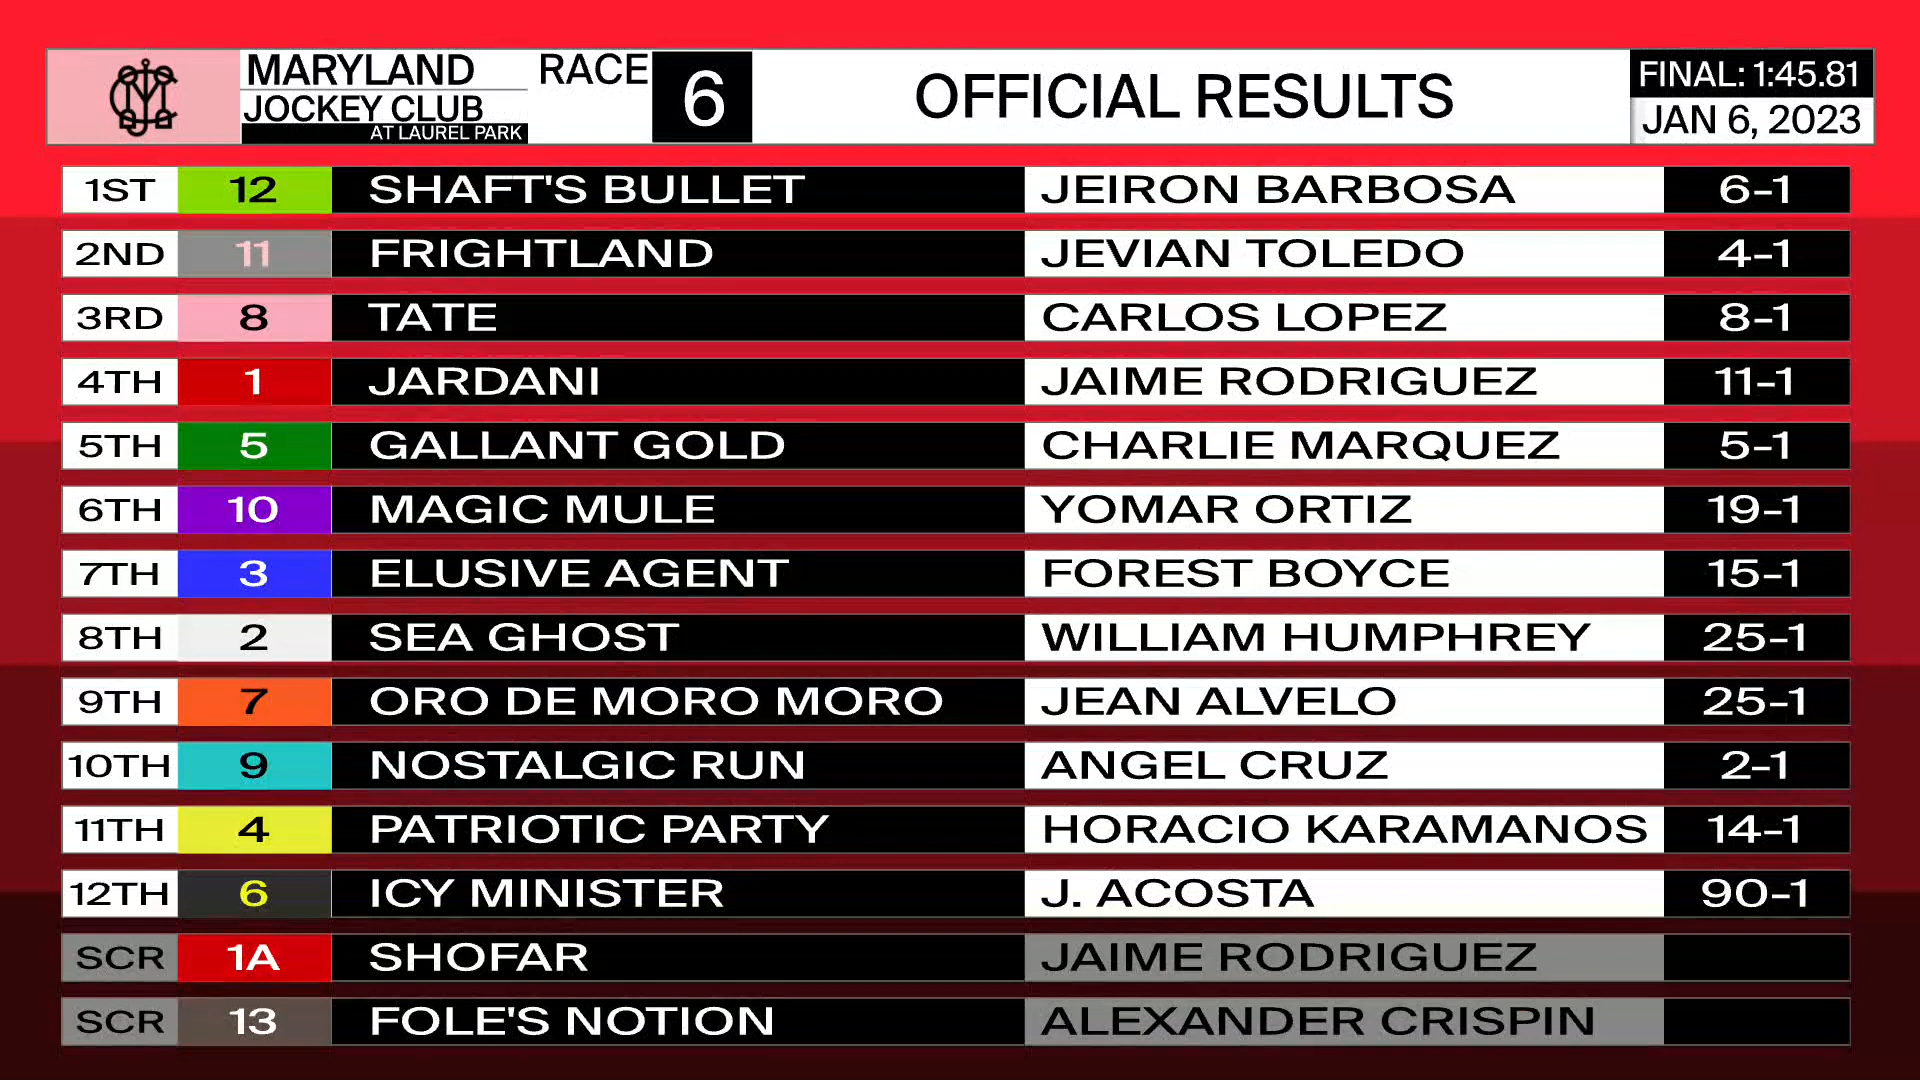 MARYLAND
JOCKEY CLUB
AT LAUREL PARK
RACE 6
OFFICIAL RESULTS
FINAL: 1:45.81
JAN 6, 2023
1ST 12 SHAFT'S BULLET JEIRON BARBOSA 6-1
2ND 11 FRIGHTLAND JEVIAN TOLEDO 4-1
3RD 8 TATE CARLOS LOPEZ 8-1
4TH 1 JARDANI JAIME RODRIGUEZ 11-1
5TH 5 GALLANT GOLD CHARLIE MARQUEZ 5-1
6TH 10 MAGIC MULE YOMAR ORTIZ 19-1
7TH 3 ELUSIVE AGENT FOREST BOYCE 15-1
8TH 2 SEA GHOST WILLIAM HUMPHREY 25-1
9TH 7 ORO DE MORO MORO JEAN ALVELO 25-1
10TH 9 NOSTALGIC RUN ANGEL CRUZ 2-1
11TH 4 PATRIOTIC PARTY HORACIO KARAMANOS 14-1
12TH 6 ICY MINISTER J. ACOSTA 90-1
SCR 1A SHOFAR JAIME RODRIGUEZ
SCR 13 FOLE'S NOTION ALEXANDER CRISPIN